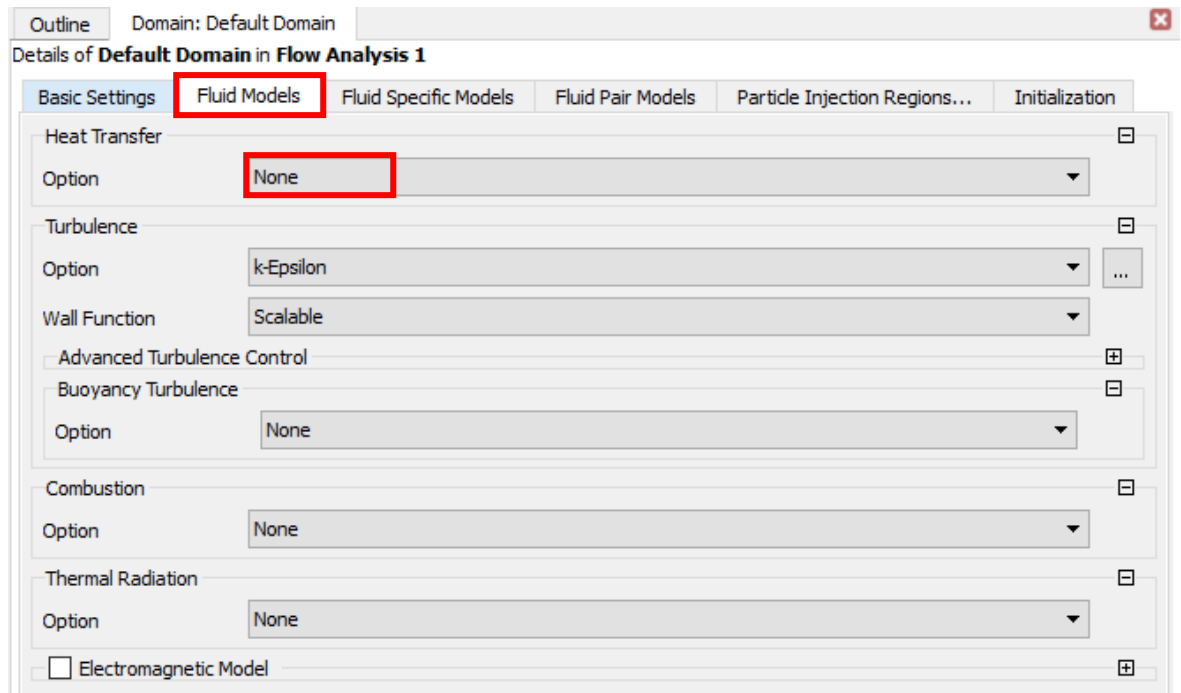 Outline Domain: Default Domain
Details of Default Domain in Flow Analysis 1
Basic Settings Fluid Models Fluid Specific Models Fluid Pair Models Particle Injection Regions... Initialization
Heat Transfer
Option None
Turbulence
Option k-Epsilon ...
Wall Function Scalable
Advanced Turbulence Control
Buoyancy Turbulence
Option None
Combustion
Option None
Thermal Radiation
Option None
Electromagnetic Model